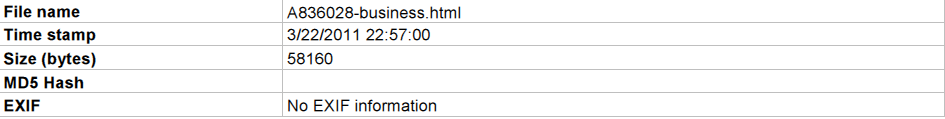 File name A836028-business.html
Time stamp 3/22/2011 22:57:00
Size (bytes) 58160
MD5 Hash
EXIF No EXIF information